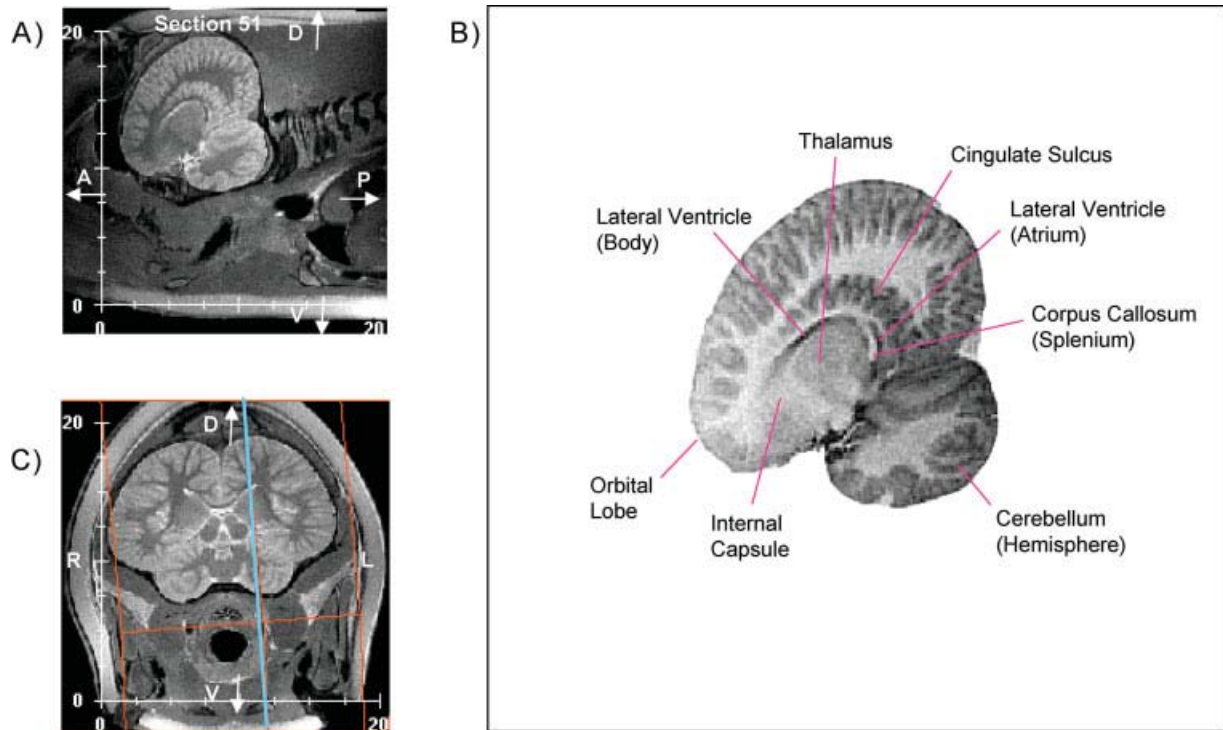 A)
Section 51
20
D
A
P
0
V
20
B)
Thalamus
Cingulate Sulcus
Lateral Ventricle
(Body)
Lateral Ventricle
(Atrium)
Corpus Callosum
(Splenium)
Orbital
Lobe
Internal
Capsule
Cerebellum
(Hemisphere)
C)
20
D
R
L
0
V
0
20